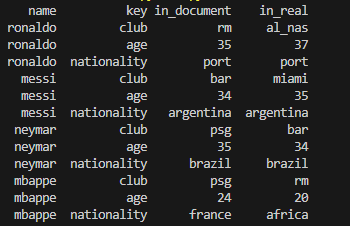 name key in_document in_real
ronaldo club rm al_nas
ronaldo age 35 37
ronaldo nationality port port
messi club bar miami
messi age 34 35
messi nationality argentina argentina
neymar club psg bar
neymar age 35 34
neymar nationality brazil brazil
mbappe club psg rm
mbappe age 24 20
mbappe nationality france africa